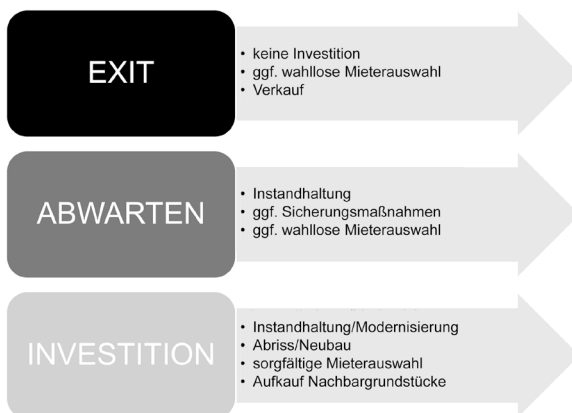 EXIT
• keine Investition
• ggf. wahllose Mieterauswahl
• Verkauf
ABWARTEN
• Instandhaltung
• ggf. Sicherungsmaßnahmen
• ggf. wahllose Mieterauswahl
INVESTITION
• Instandhaltung/Modernisierung
• Abriss/Neubau
• sorgfältige Mieterauswahl
• Aufkauf Nachbargrundstücke